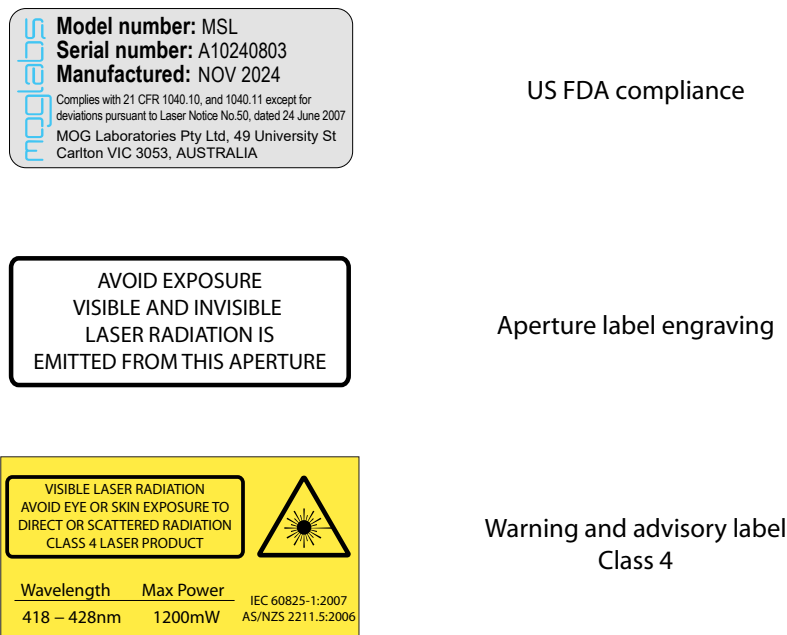 moglabs
Model number: MSL
Serial number: A10240803
Manufactured: NOV 2024
Complies with 21 CFR 1040.10, and 1040.11 except for
deviations pursuant to Laser Notice No.50, dated 24 June 2007
MOG Laboratories Pty Ltd, 49 University St
Carlton VIC 3053, AUSTRALIA
US FDA compliance
AVOID EXPOSURE
VISIBLE AND INVISIBLE
LASER RADIATION IS
EMITTED FROM THIS APERTURE
Aperture label engraving
VISIBLE LASER RADIATION
AVOID EYE OR SKIN EXPOSURE TO
DIRECT OR SCATTERED RADIATION
CLASS 4 LASER PRODUCT
Wavelength Max Power
418 – 428nm 1200mW
IEC 60825-1:2007
AS/NZS 2211.5:2006
Warning and advisory label
Class 4